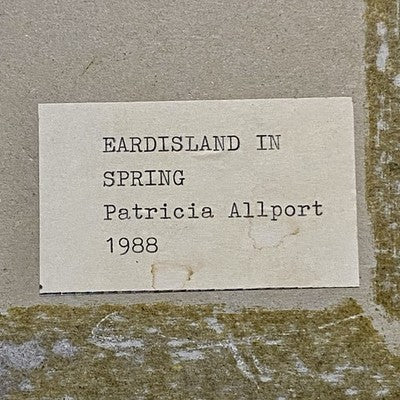 EARDISLAND IN
SPRING
Patricia Allport
1988